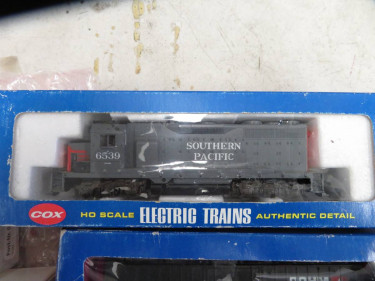 6539
SOUTHERN
PACIFIC
COX HO SCALE ELECTRIC TRAINS AUTHENTIC DETAIL